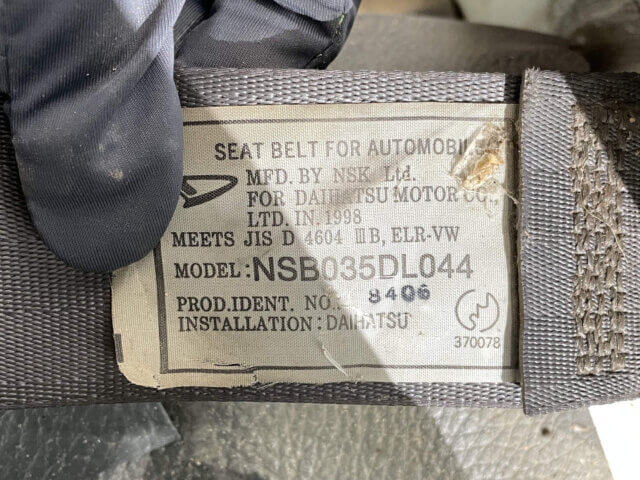 SEAT BELT FOR AUTOMOBILE
MFD. BY NSK Ltd.
FOR DAIHATSU MOTOR CO.,
LTD. IN. 1998
MEETS JIS D 4604 ⅢB, ELR-VW
MODEL: NSB035DL044
PROD.IDENT. NO. 8406
INSTALLATION: DAIHATSU
370078